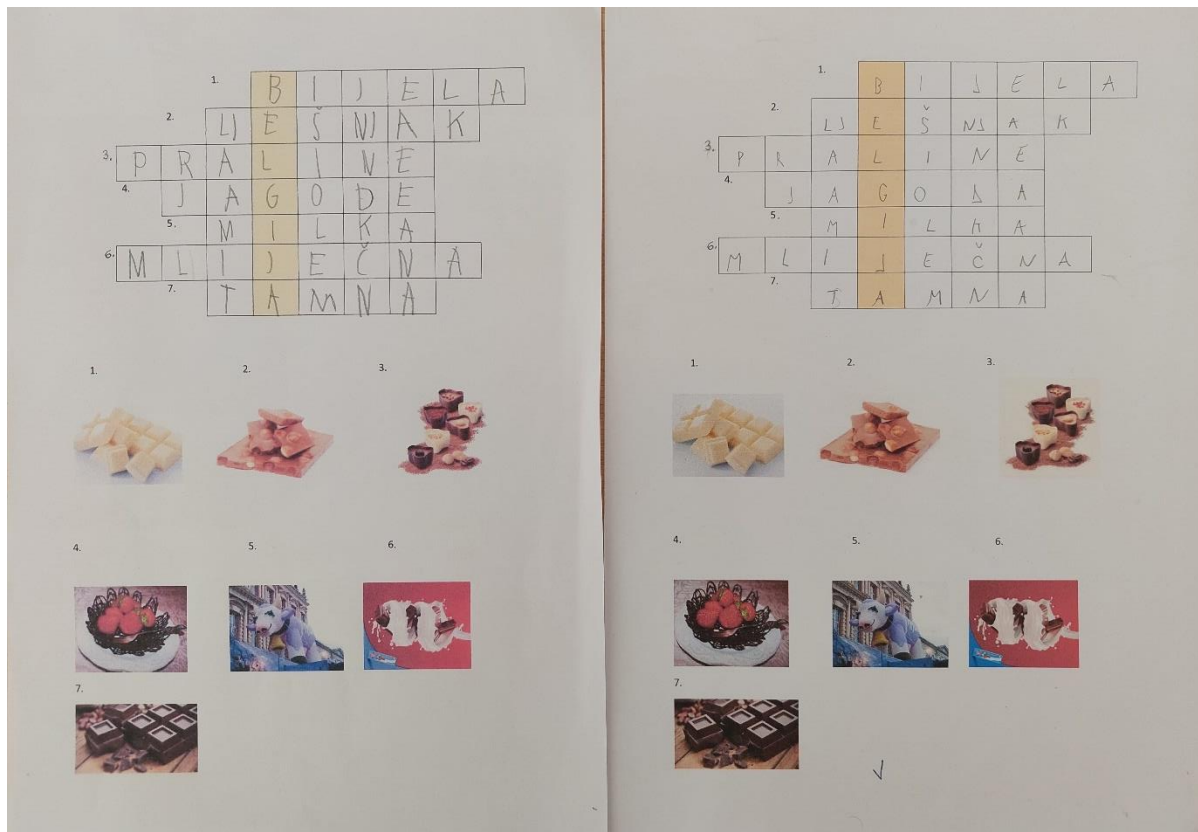 1. BIJELA
2. LJEŠNJAK
3. PRALINE
4. JAGODE
5. MILKA
6. MLIJEČNA
7. TAMNA
1. 2. 3.
4. 5. 6.
7.
1. BIJELA
2. LJEŠNJAK
3. PRALINE
4. JAGODA
5. MILKA
6. MLIJEČNA
7. TAMNA
1. 2. 3.
4. 5. 6.
7.